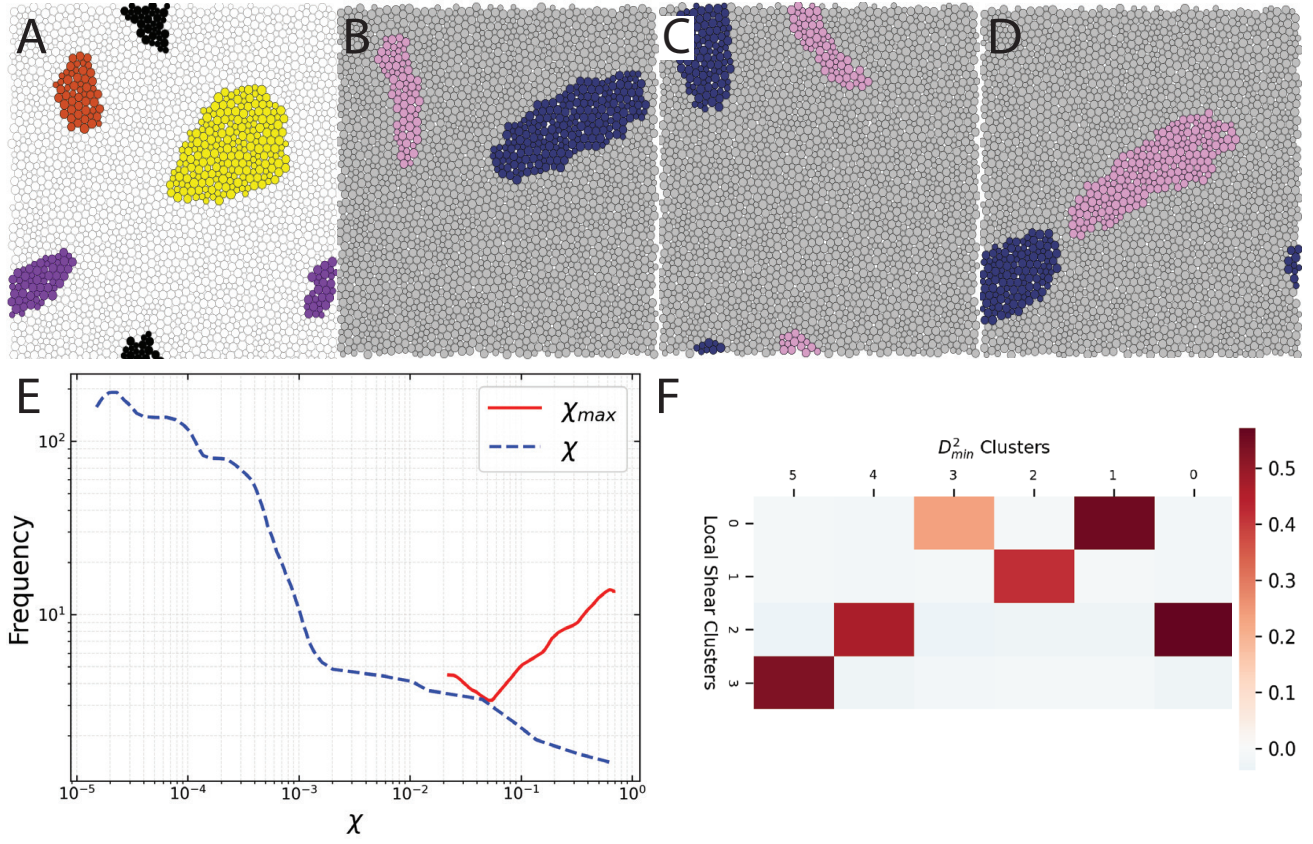 A
B
C
D
E
F
χmax
χ
10²
10¹
Frequency
10⁻⁵
10⁻⁴
10⁻³
10⁻²
10⁻¹
10⁰
χ
D²min Clusters
5
4
3
2
1
0
Local Shear Clusters
0
1
2
3
0.5
0.4
0.3
0.2
0.1
0.0